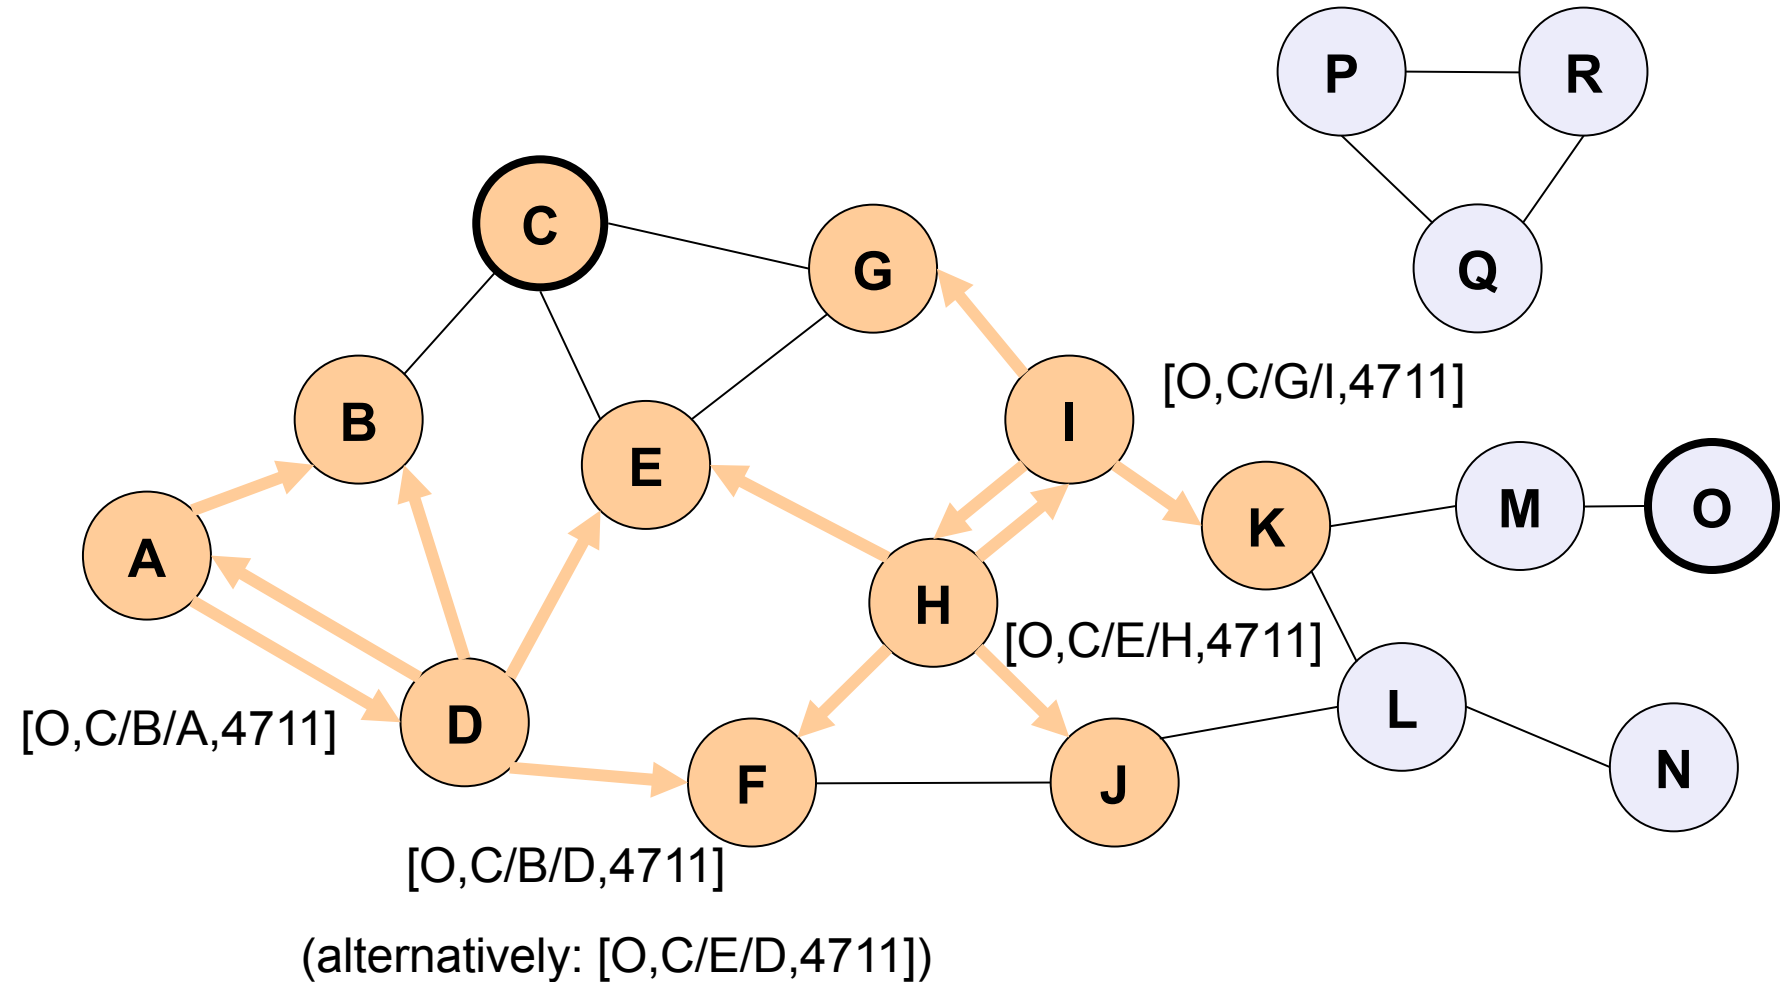 P
R
C
G
Q
[O,C/G/I,4711]
B
I
E
M
O
K
A
H
[O,C/E/H,4711]
L
[O,C/B/A,4711]
D
N
F
J
[O,C/B/D,4711]
(alternatively: [O,C/E/D,4711])